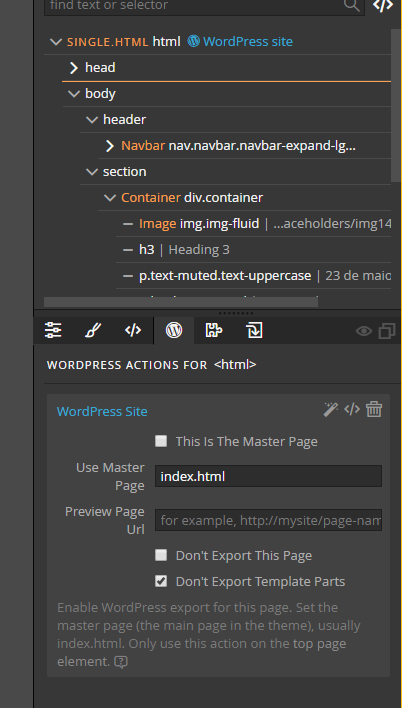 find text or selector
SINGLE.HTML html WordPress site
head
body
header
Navbar nav.navbar.navbar-expand-lg...
section
Container div.container
Image img.img-fluid | ...aceholders/img14
h3 | Heading 3
p.text-muted.text-uppercase | 23 de maio
WORDPRESS ACTIONS FOR <html>
WordPress Site
This Is The Master Page
Use Master
Page
index.html
Preview Page
Url
for example, http://mysite/page-nam
Don't Export This Page
Don't Export Template Parts
Enable WordPress export for this page. Set the
master page (the main page in the theme), usually
index.html. Only use this action on the top page
element.